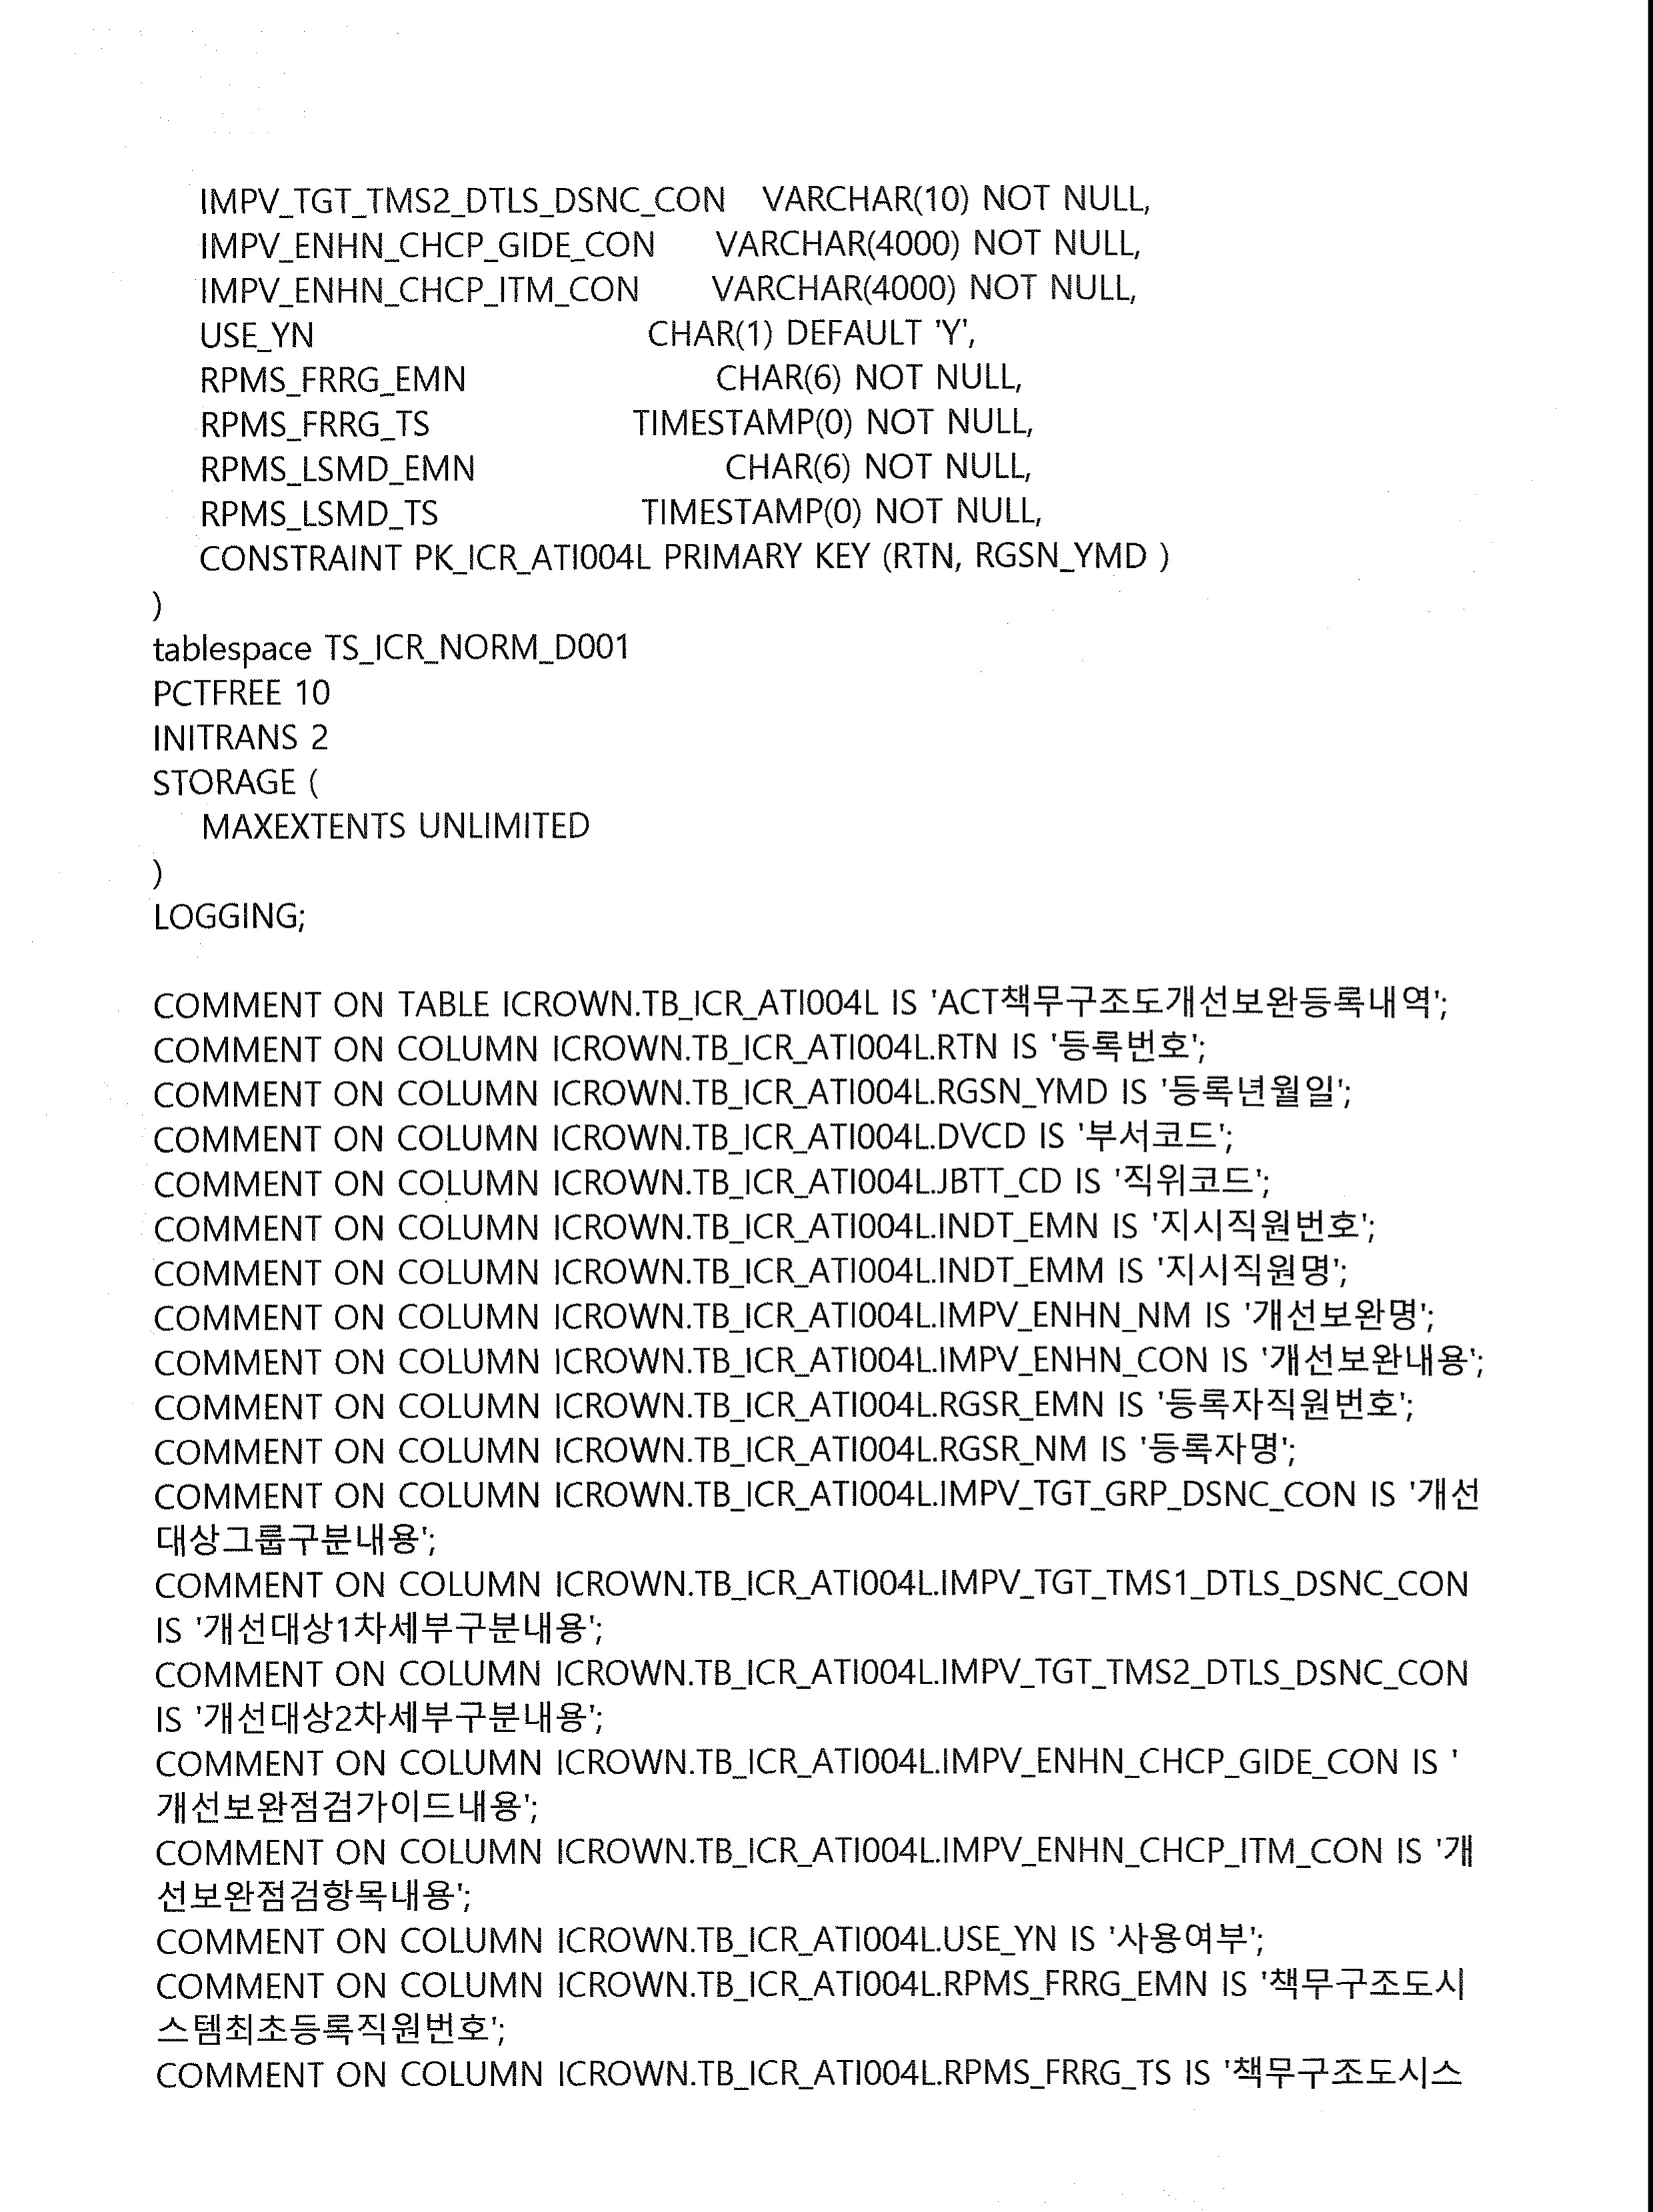 IMPV_TGT_TMS2_DTLS_DSNC_CON VARCHAR(10) NOT NULL,
IMPV_ENHN_CHCP_GIDE_CON VARCHAR(4000) NOT NULL,
IMPV_ENHN_CHCP_ITM_CON VARCHAR(4000) NOT NULL,
USE_YN CHAR(1) DEFAULT 'Y',
RPMS_FRRG_EMN CHAR(6) NOT NULL,
RPMS_FRRG_TS TIMESTAMP(0) NOT NULL,
RPMS_LSMD_EMN CHAR(6) NOT NULL,
RPMS_LSMD_TS TIMESTAMP(0) NOT NULL,
CONSTRAINT PK_ICR_ATI004L PRIMARY KEY (RTN, RGSN_YMD )
)
tablespace TS_ICR_NORM_D001
PCTFREE 10
INITRANS 2
STORAGE (
MAXEXTENTS UNLIMITED
)
LOGGING;
COMMENT ON TABLE ICROWN.TB_ICR_ATI004L IS 'ACT책무구조도개선보완등록내역';
COMMENT ON COLUMN ICROWN.TB_ICR_ATI004L.RTN IS '등록번호';
COMMENT ON COLUMN ICROWN.TB_ICR_ATI004L.RGSN_YMD IS '등록년월일';
COMMENT ON COLUMN ICROWN.TB_ICR_ATI004L.DVCD IS '부서코드';
COMMENT ON COLUMN ICROWN.TB_ICR_ATI004L.JBTT_CD IS '직위코드';
COMMENT ON COLUMN ICROWN.TB_ICR_ATI004L.INDT_EMN IS '지시직원번호';
COMMENT ON COLUMN ICROWN.TB_ICR_ATI004L.INDT_EMM IS '지시직원명';
COMMENT ON COLUMN ICROWN.TB_ICR_ATI004L.IMPV_ENHN_NM IS '개선보완명';
COMMENT ON COLUMN ICROWN.TB_ICR_ATI004L.IMPV_ENHN_CON IS '개선보완내용';
COMMENT ON COLUMN ICROWN.TB_ICR_ATI004L.RGSR_EMN IS '등록자직원번호';
COMMENT ON COLUMN ICROWN.TB_ICR_ATI004L.RGSR_NM IS '등록자명';
COMMENT ON COLUMN ICROWN.TB_ICR_ATI004L.IMPV_TGT_GRP_DSNC_CON IS '개선
대상그룹구분내용';
COMMENT ON COLUMN ICROWN.TB_ICR_ATI004L.IMPV_TGT_TMS1_DTLS_DSNC_CON
IS '개선대상1차세부구분내용';
COMMENT ON COLUMN ICROWN.TB_ICR_ATI004L.IMPV_TGT_TMS2_DTLS_DSNC_CON
IS '개선대상2차세부구분내용';
COMMENT ON COLUMN ICROWN.TB_ICR_ATI004L.IMPV_ENHN_CHCP_GIDE_CON IS '
개선보완점검가이드내용';
COMMENT ON COLUMN ICROWN.TB_ICR_ATI004L.IMPV_ENHN_CHCP_ITM_CON IS '개
선보완점검항목내용';
COMMENT ON COLUMN ICROWN.TB_ICR_ATI004L.USE_YN IS '사용여부';
COMMENT ON COLUMN ICROWN.TB_ICR_ATI004L.RPMS_FRRG_EMN IS '책무구조도시
스템최초등록직원번호';
COMMENT ON COLUMN ICROWN.TB_ICR_ATI004L.RPMS_FRRG_TS IS '책무구조도시스